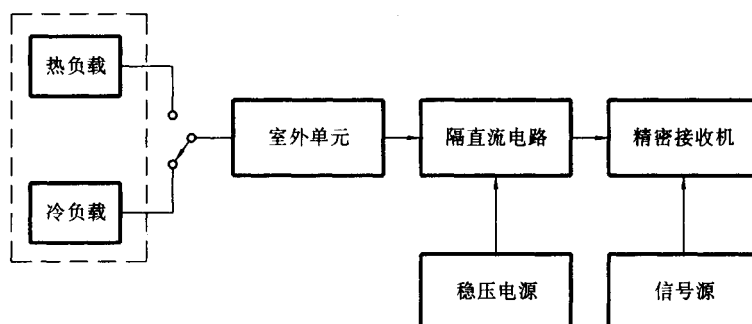 热负载
室外单元
隔直流电路
精密接收机
冷负载
稳压电源
信号源